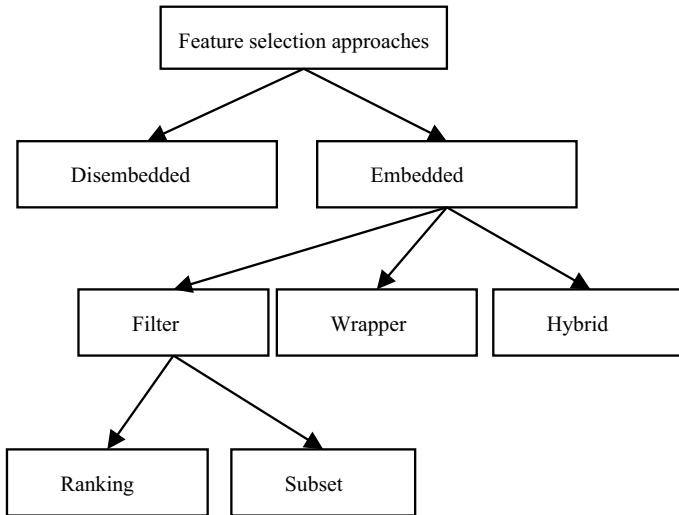 Feature selection approaches
Disembedded
Embedded
Filter
Wrapper
Hybrid
Ranking
Subset